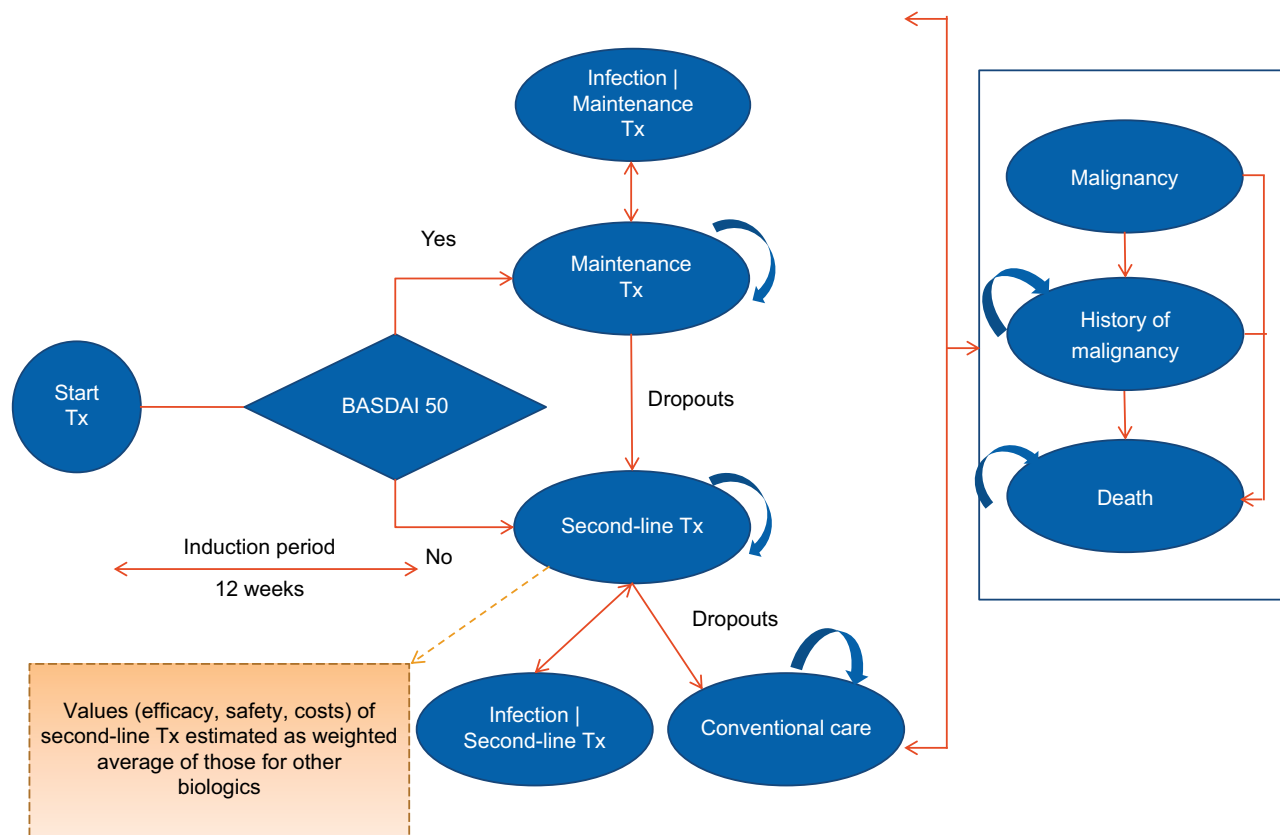 Infection |
Maintenance
Tx
Malignancy
Yes
Maintenance
Tx
History of
malignancy
Start
Tx
BASDAI 50
Dropouts
Death
Second-line Tx
Induction period
No
12 weeks
Dropouts
Values (efficacy, safety, costs) of
second-line Tx estimated as weighted
average of those for other
biologics
Infection |
Second-line Tx
Conventional care